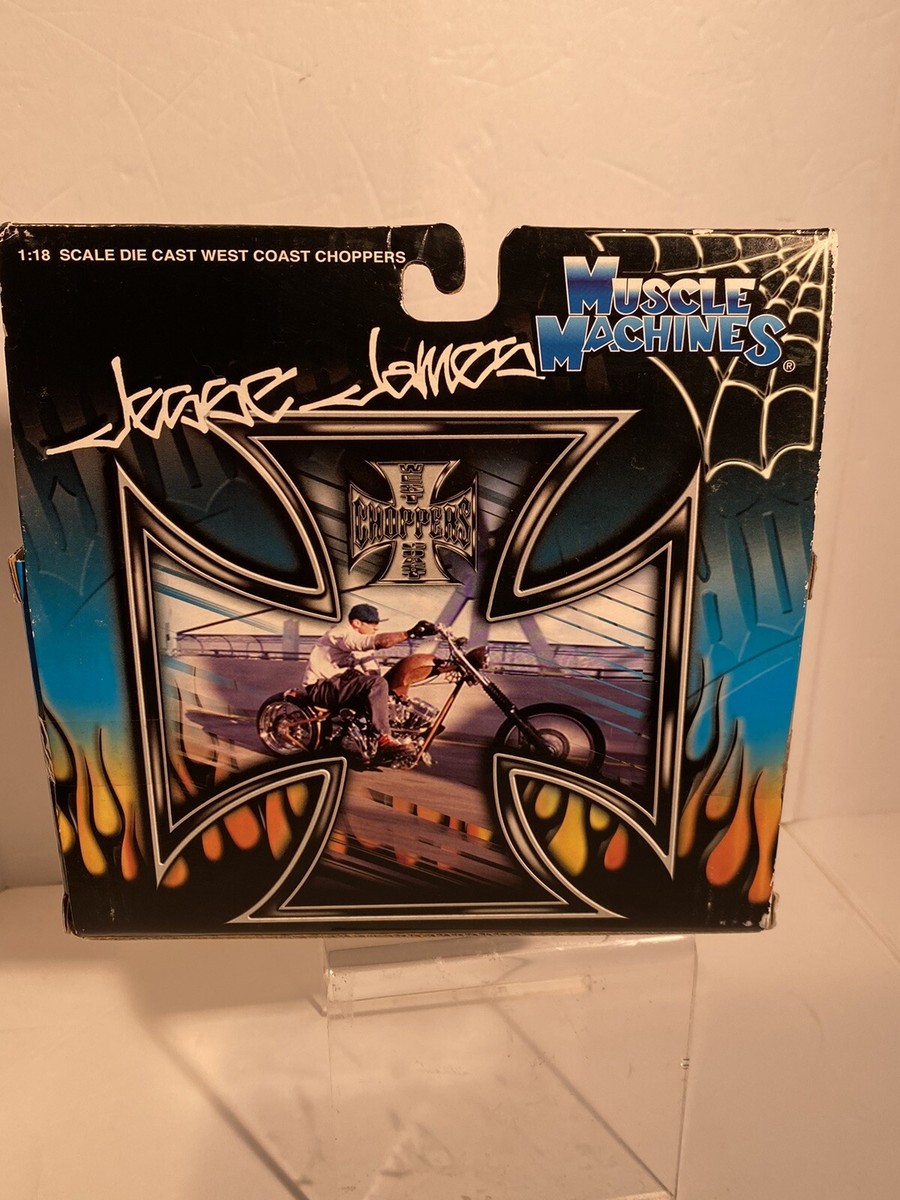 1:18 SCALE DIE CAST WEST COAST CHOPPERS
MUSCLE
MACHINES®
Jesse James
WEST
CHOPPERS
COAST